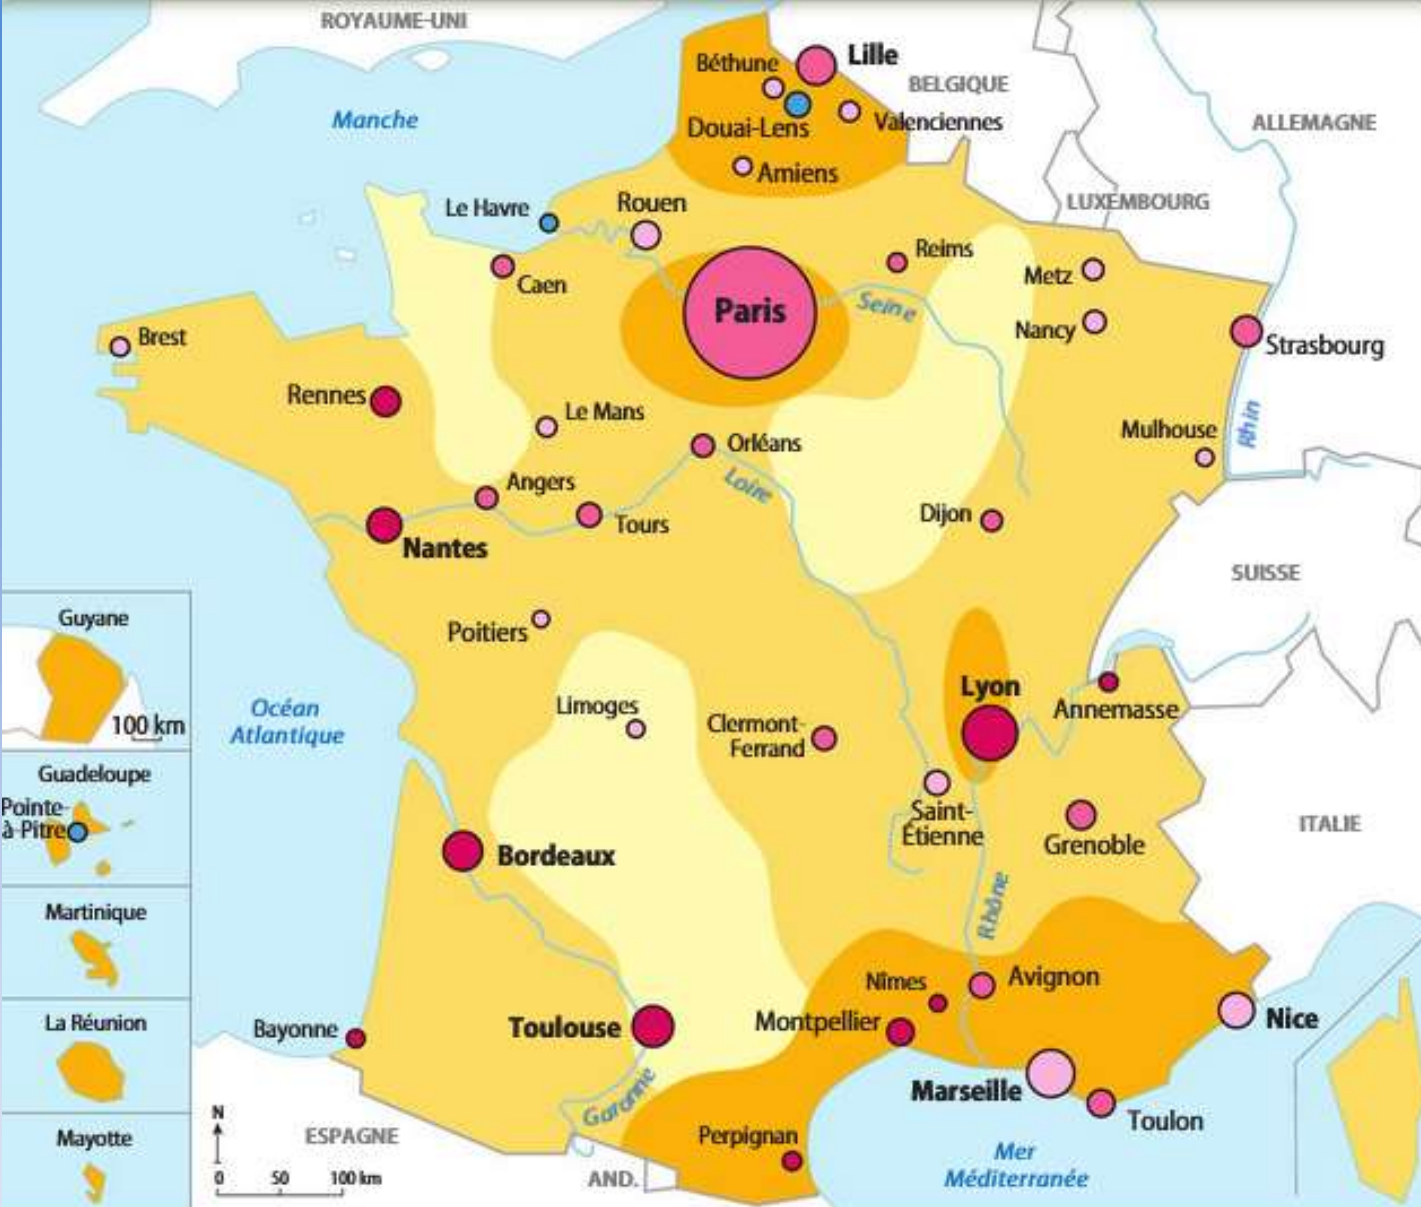 ROYAUME-UNI
Manche
Béthune
Lille
BELGIQUE
Douai-Lens
Valenciennes
ALLEMAGNE
Amiens
Le Havre
Rouen
LUXEMBOURG
Caen
Reims
Metz
Paris
Seine
Nancy
Strasbourg
Brest
Rennes
Le Mans
Orléans
Mulhouse
Rhin
Angers
Loire
Tours
Dijon
Nantes
SUISSE
Poitiers
Guyane
100 km
Océan
Atlantique
Limoges
Clermont-
Ferrand
Lyon
Annemasse
Guadeloupe
Pointe-
à-Pitre
Saint-
Étienne
Grenoble
ITALIE
Bordeaux
Martinique
Rhône
La Réunion
Bayonne
Toulouse
Nîmes
Avignon
Montpellier
Nice
Marseille
Toulon
Garonne
Mayotte
N
0 50 100 km
ESPAGNE
AND.
Perpignan
Mer
Méditerranée